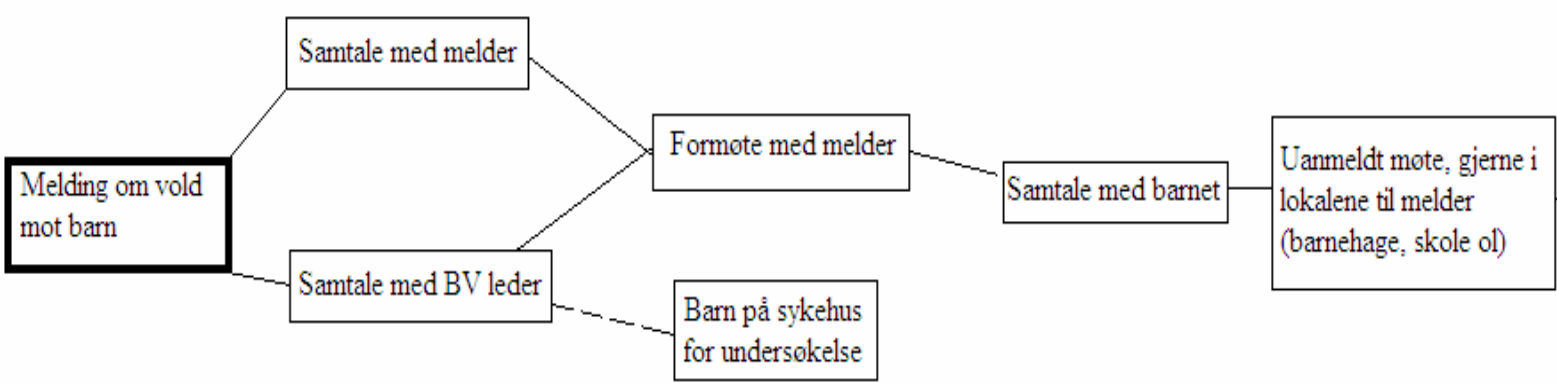 Melding om vold
mot barn
Samtale med melder
Samtale med BV leder
Formøte med melder
Barn på sykehus
for undersøkelse
Samtale med barnet
Uanmeldt møte, gjerne i
lokalene til melder
(barnehage, skole ol)